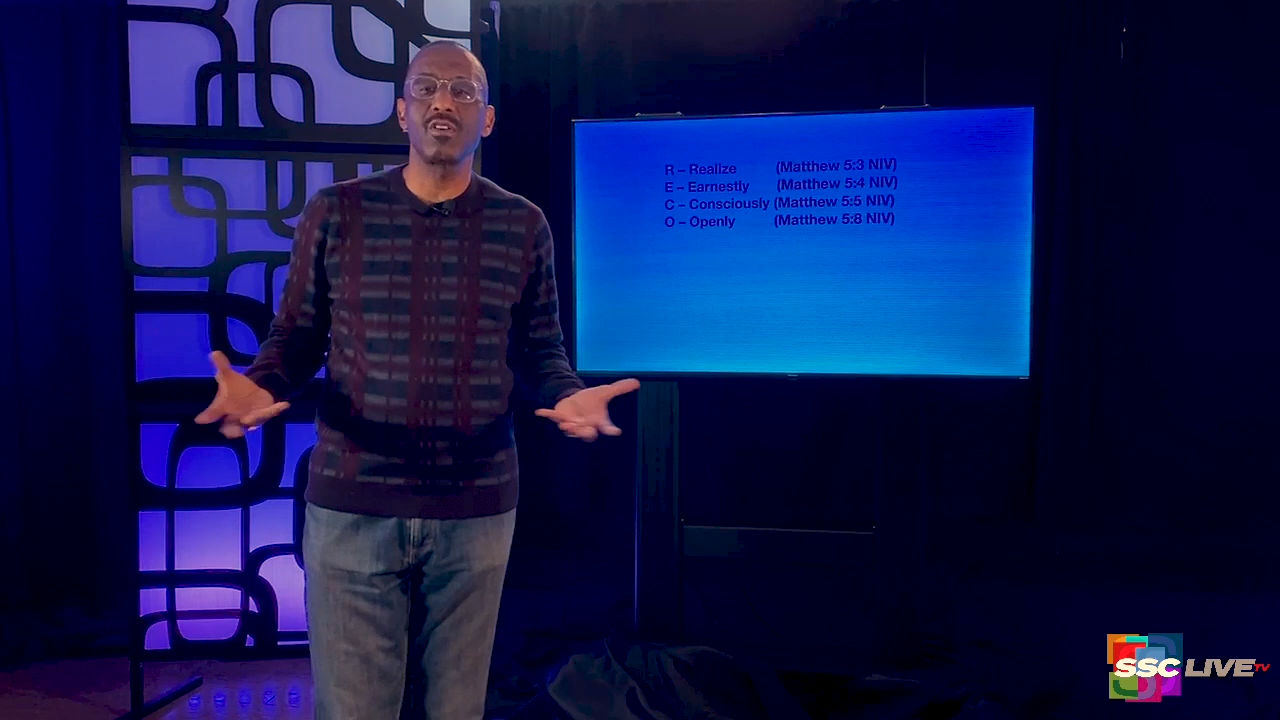 R – Realize (Matthew 5:3 NIV)
E – Earnestly (Matthew 5:4 NIV)
C – Consciously (Matthew 5:5 NIV)
O – Openly (Matthew 5:8 NIV)
SSC LIVE TV